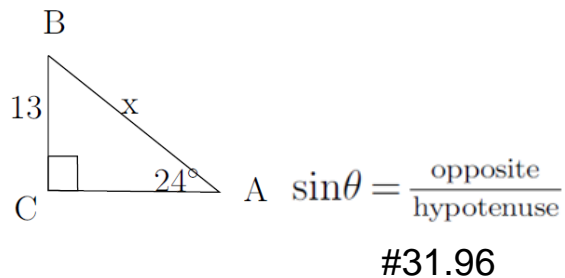 B
13
x
24°
C
A
sinθ = opposite/hypotenuse
#31.96